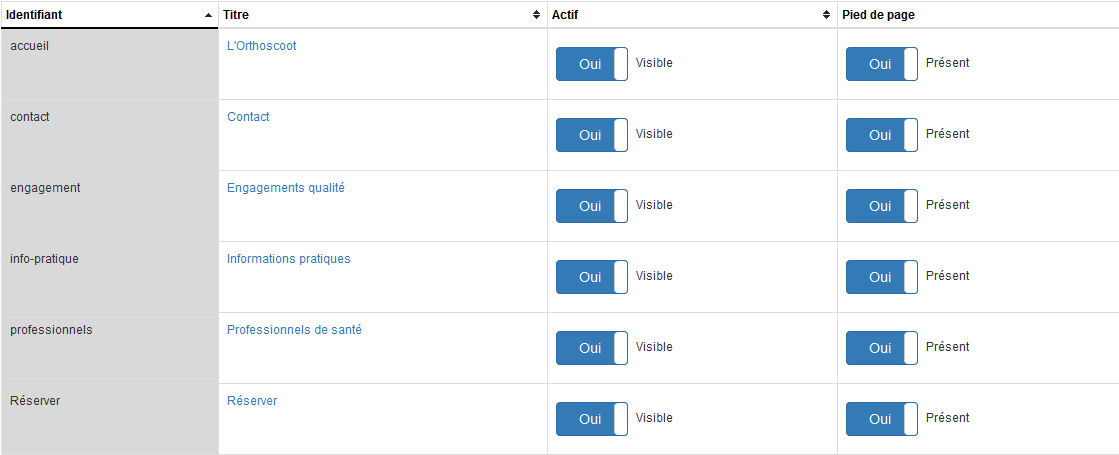 Identifiant Titre Actif Pied de page
accueil L'Orthoscoot Oui Visible Oui Présent
contact Contact Oui Visible Oui Présent
engagement Engagements qualité Oui Visible Oui Présent
info-pratique Informations pratiques Oui Visible Oui Présent
professionnels Professionnels de santé Oui Visible Oui Présent
Réserver Réserver Oui Visible Oui Présent